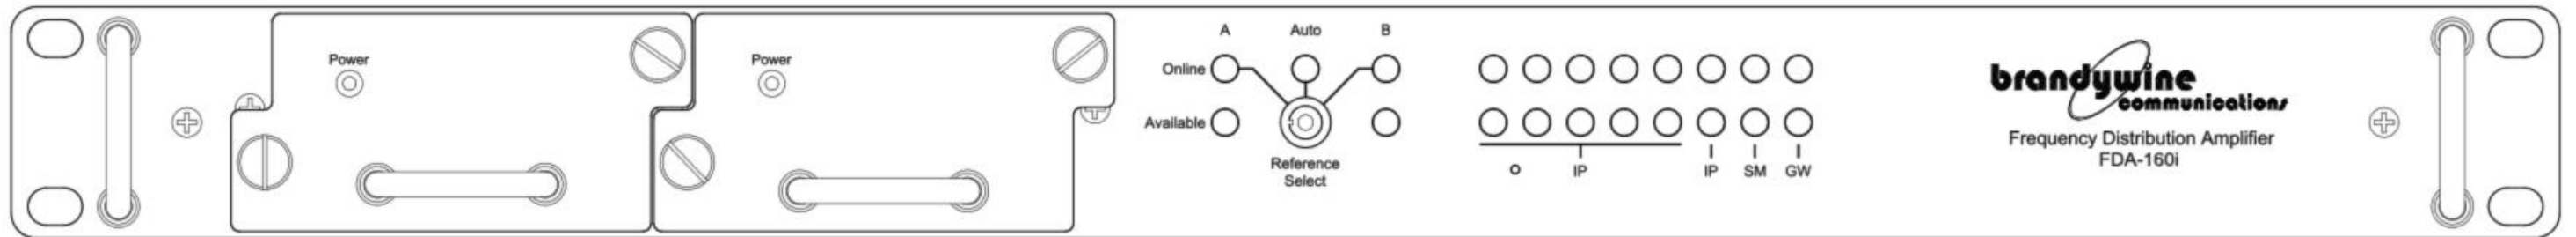 Power
Power
A Auto B
Online
Available
Reference
Select
IP IP SM GW
brandywine
communications
Frequency Distribution Amplifier
FDA-160i